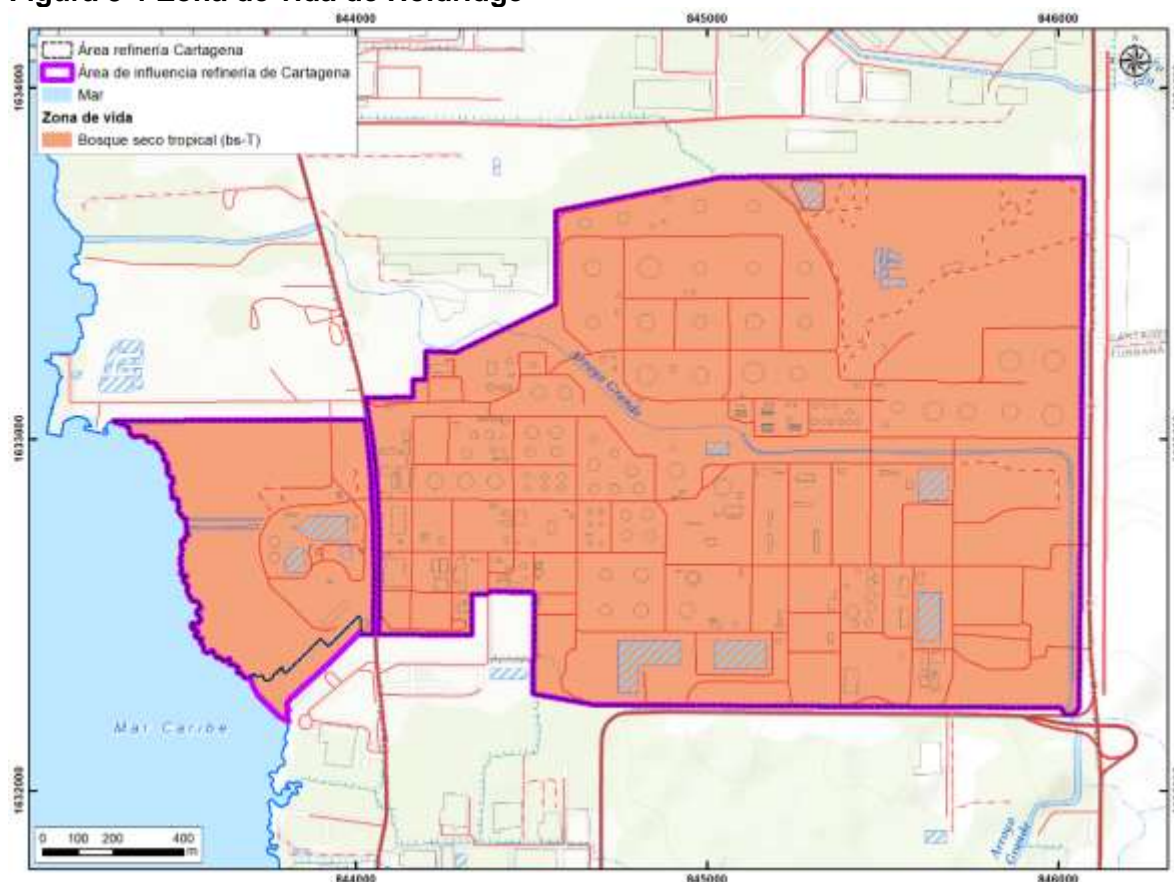 Figura Zona de vida de Holdridge
844000 845000 846000
Área refinería Cartagena
Área de influencia refinería de Cartagena
Mar
Zona de vida
Bosque seco tropical (bs-T)
1634000
Arroyo Grande
TURBANA
1633000
Mar Caribe
1632000
Arroyo
Grande
0 100 200 400
m
844000 845000 846000